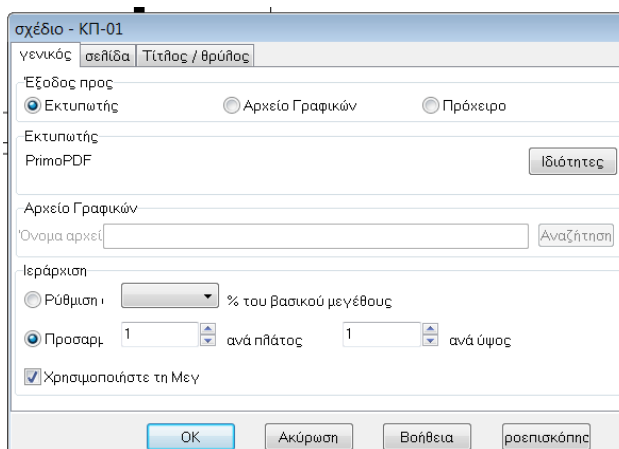 σχέδιο - ΚΠ-01
γενικός σελίδα Τίτλος / θρύλος
Έξοδος προς
Εκτυπωτής Αρχείο Γραφικών Πρόχειρο
Εκτυπωτής
PrimoPDF Ιδιότητες
Αρχείο Γραφικών
Όνομα αρχεί Αναζήτηση
Ιεράρχιση
Ρύθμιση ι % του βασικού μεγέθους
Προσαρμ 1 ανά πλάτος 1 ανά ύψος
Χρησιμοποιήστε τη Μεγ
OK Ακύρωση Βοήθεια ροεπισκόπης